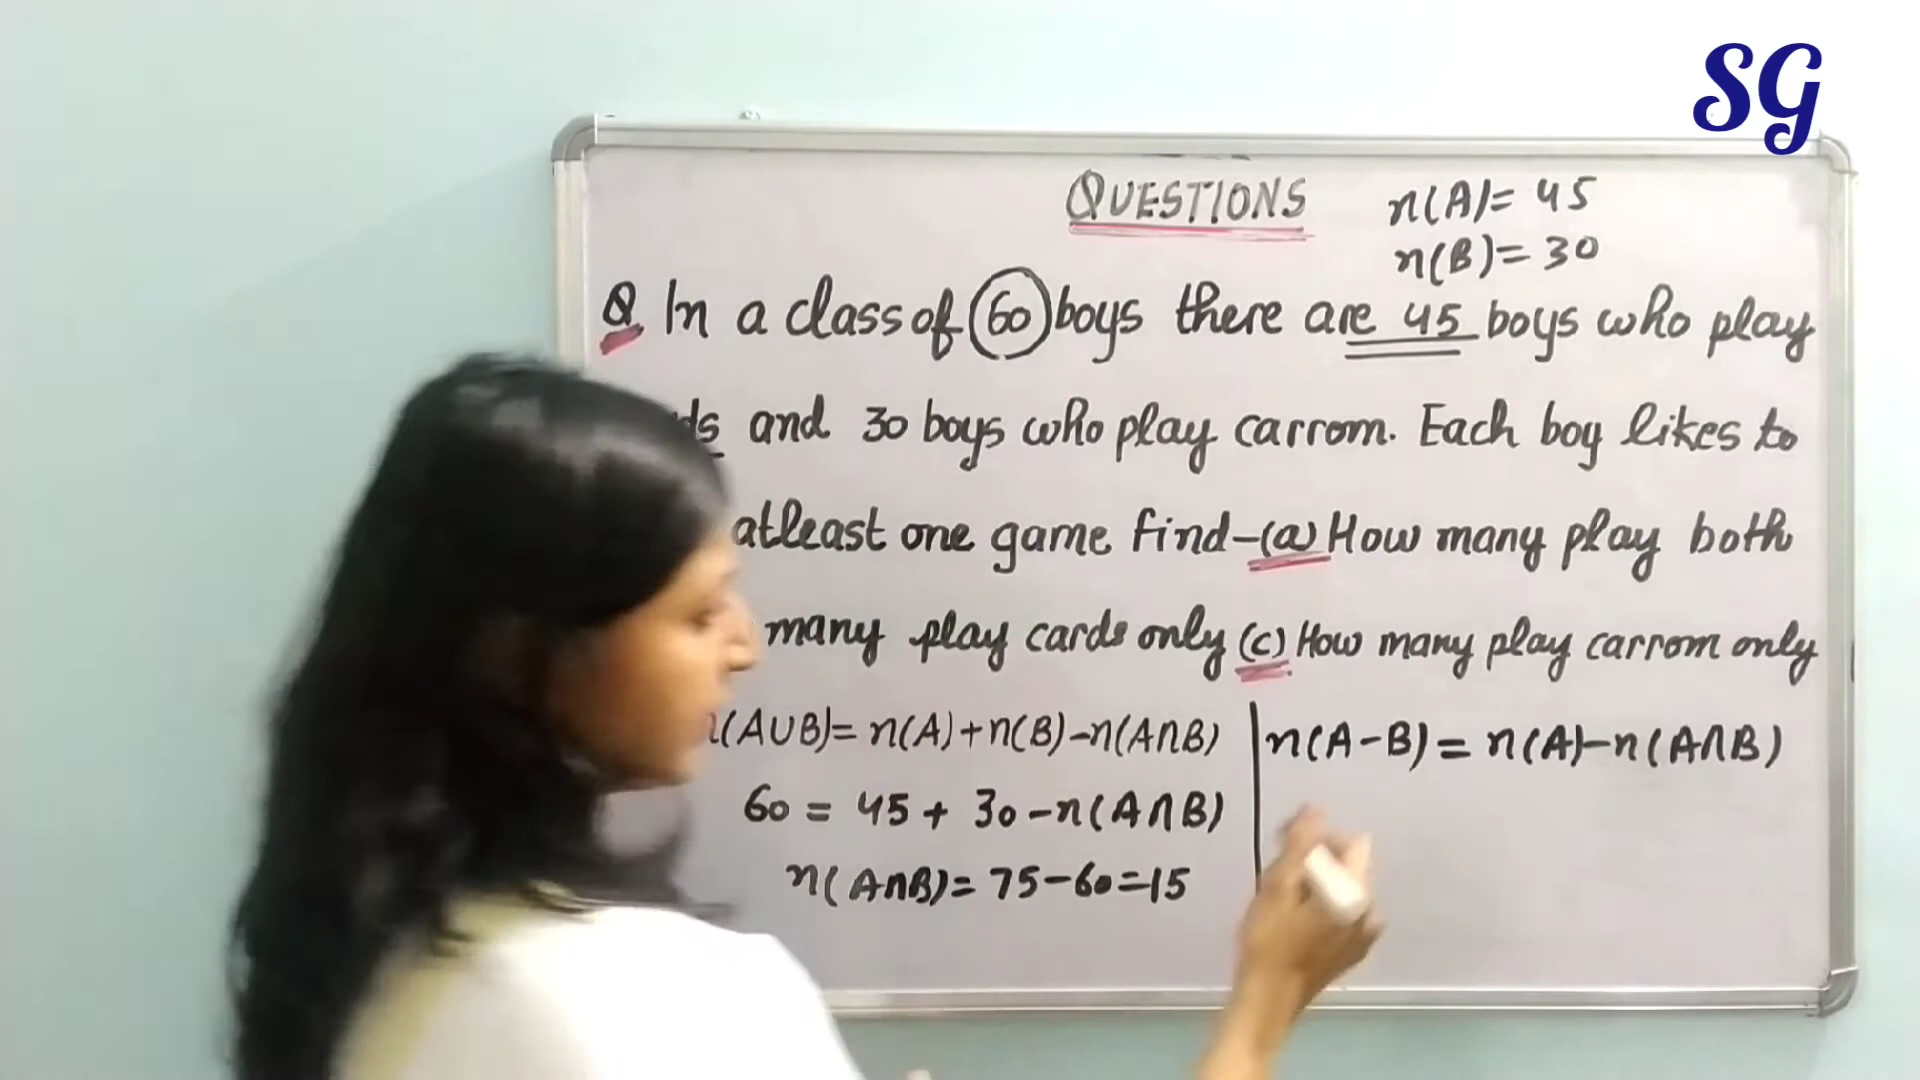 SG
QUESTIONS
n(A)= 45
n(B)= 30
Q In a class of 60 boys there are 45 boys who play
and 30 boys who play carrom. Each boy likes to
atleast one game find-(a) How many play both
many play cards only (c) How many play carrom only
(A∪B)= n(A)+n(B)-n(A∩B)
60 = 45 + 30 -n(A∩B)
n(A∩B)= 75-60=15
n(A-B)= n(A)-n(A∩B)